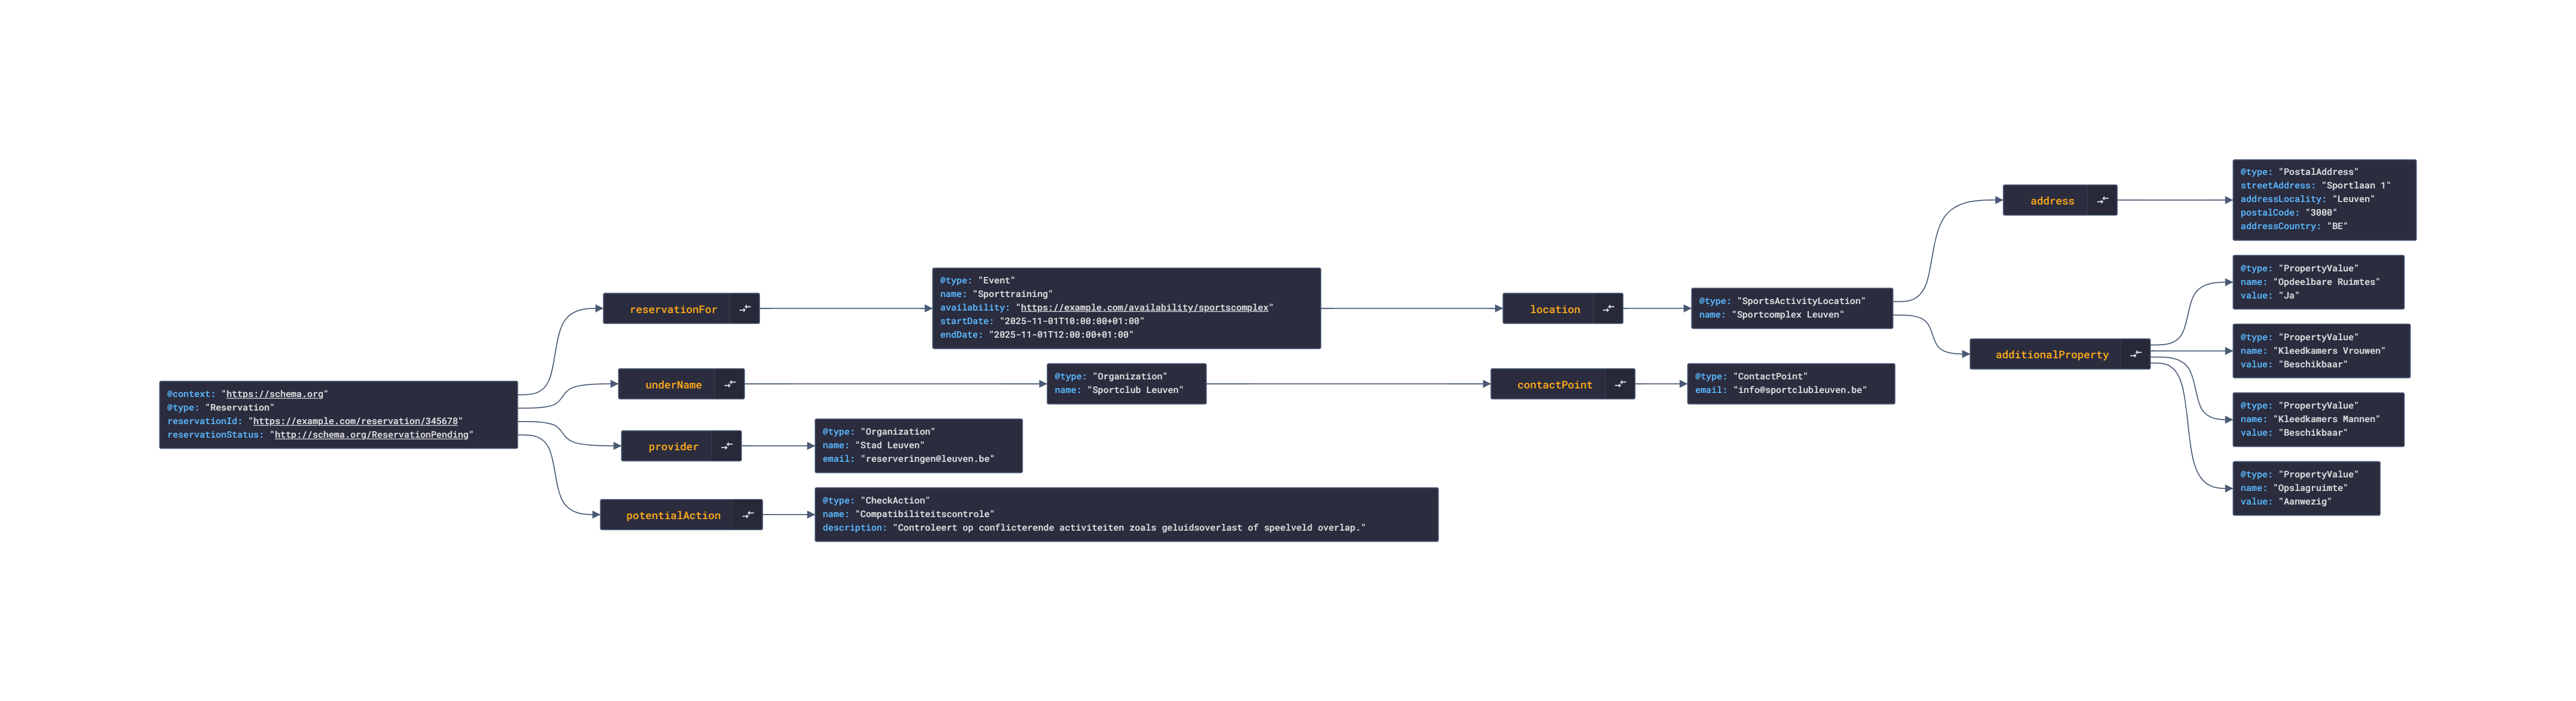 @context: "https://schema.org"
@type: "Reservation"
reservationId: "https://example.com/reservation/345678"
reservationStatus: "http://schema.org/ReservationPending"
reservationFor
@type: "Event"
name: "Sporttraining"
availability: "https://example.com/availability/sportscomplex"
startDate: "2025-11-01T10:00:00+01:00"
endDate: "2025-11-01T12:00:00+01:00"
location
@type: "SportsActivityLocation"
name: "Sportcomplex Leuven"
address
@type: "PostalAddress"
streetAddress: "Sportlaan 1"
addressLocality: "Leuven"
postalCode: "3000"
addressCountry: "BE"
additionalProperty
@type: "PropertyValue"
name: "Opdeelbare Ruimtes"
value: "Ja"
@type: "PropertyValue"
name: "Kleedkamers Vrouwen"
value: "Beschikbaar"
@type: "PropertyValue"
name: "Kleedkamers Mannen"
value: "Beschikbaar"
@type: "PropertyValue"
name: "Opslagruimte"
value: "Aanwezig"
underName
@type: "Organization"
name: "Sportclub Leuven"
contactPoint
@type: "ContactPoint"
email: "info@sportclubleuven.be"
provider
@type: "Organization"
name: "Stad Leuven"
email: "reserveringen@leuven.be"
potentialAction
@type: "CheckAction"
name: "Compatibiliteitscontrole"
description: "Controleert op conflicterende activiteiten zoals geluidsoverlast of speelveld overlap."